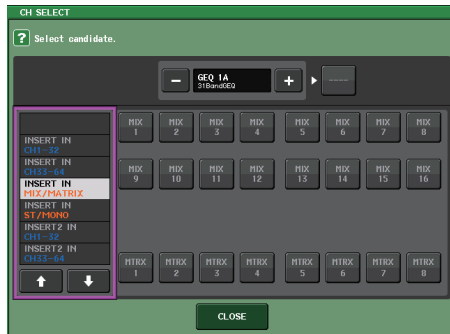 CH SELECT
? Select candidate.
− GEQ 1A +
31BandGEQ
----
INSERT IN
CH1-32
INSERT IN
CH33-64
INSERT IN
MIX/MATRIX
INSERT IN
ST/MONO
INSERT2 IN
CH1-32
INSERT2 IN
CH33-64
MIX 1 MIX 2 MIX 3 MIX 4 MIX 5 MIX 6 MIX 7 MIX 8
MIX 9 MIX 10 MIX 11 MIX 12 MIX 13 MIX 14 MIX 15 MIX 16
MTRX 1 MTRX 2 MTRX 3 MTRX 4 MTRX 5 MTRX 6 MTRX 7 MTRX 8
CLOSE